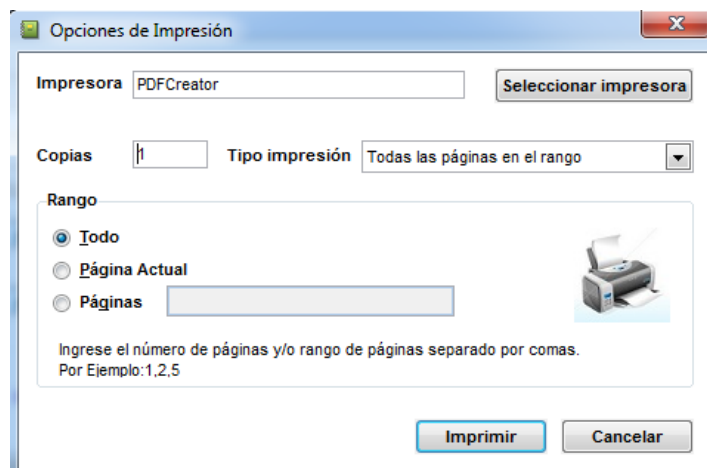 Opciones de Impresión
Impresora PDFCreator Seleccionar impresora
Copias 1 Tipo impresión Todas las páginas en el rango
Rango
Todo
Página Actual
Páginas
Ingrese el número de páginas y/o rango de páginas separado por comas.
Por Ejemplo:1,2,5
Imprimir Cancelar